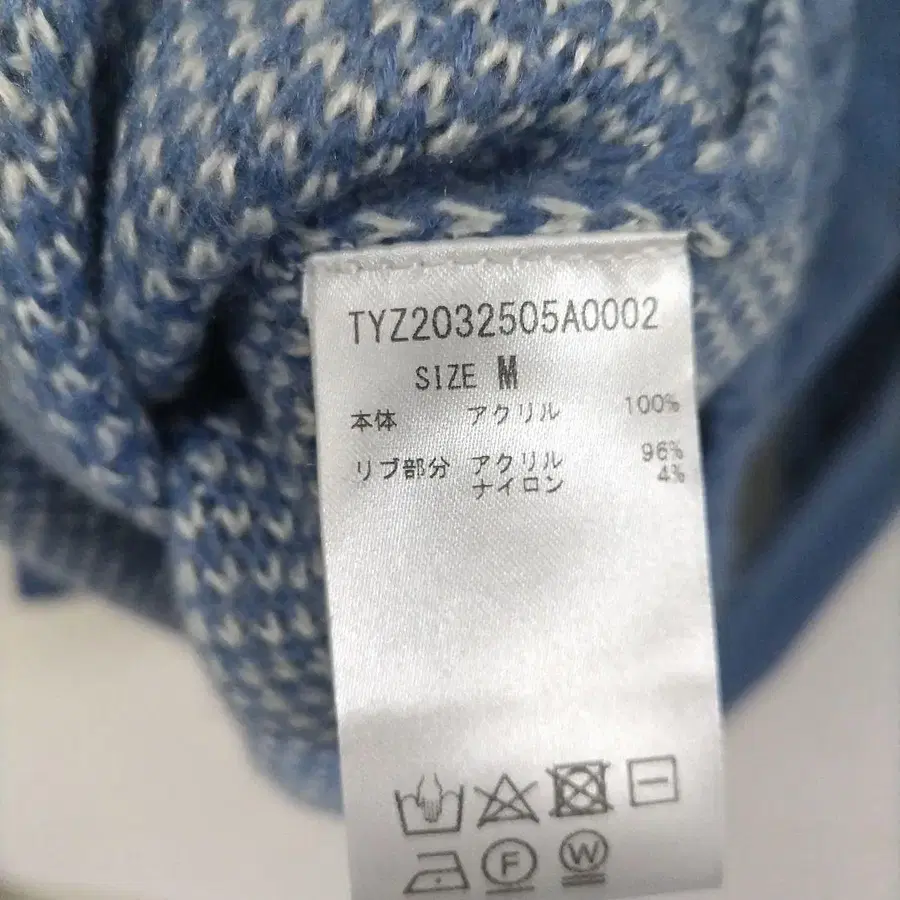 TYZ2032505A0002
SIZE M
本体 アクリル 100%
リブ部分 アクリル 96%
ナイロン 4%
F W